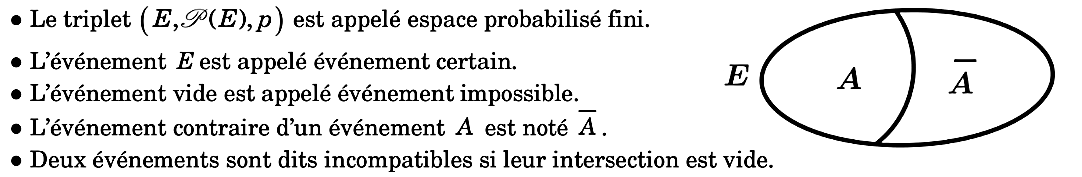 • Le triplet (E,𝒫(E),p) est appelé espace probabilisé fini.
• L'événement E est appelé événement certain.
• L'événement vide est appelé événement impossible.
• L'événement contraire d'un événement A est noté A̅.
• Deux événements sont dits incompatibles si leur intersection est vide.
E
A
A̅